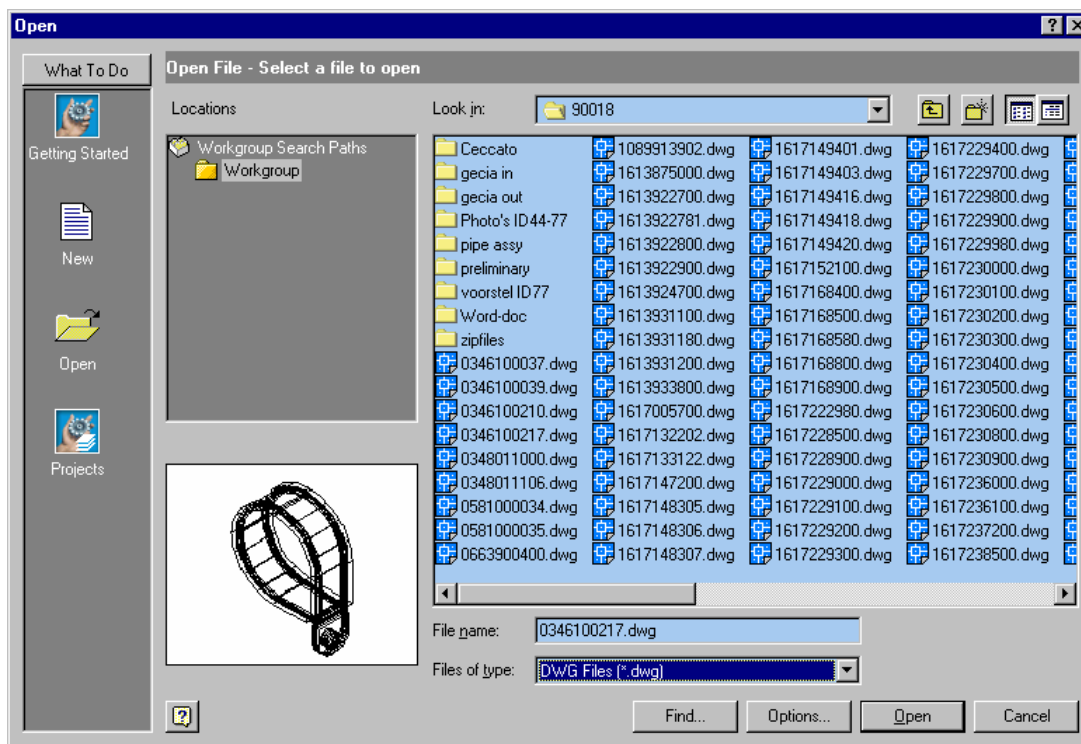 Open
What To Do
Getting Started
New
Open
Projects
Open File - Select a file to open
Locations
Workgroup Search Paths
Workgroup
Look in:
90018
Ceccato
gecia in
gecia out
Photo's ID44-77
pipe assy
preliminary
voorstel ID77
Word-doc
zipfiles
0346100037.dwg
0346100039.dwg
0346100210.dwg
0346100217.dwg
0348011000.dwg
0348011106.dwg
0581000034.dwg
0581000035.dwg
0663900400.dwg
1089913902.dwg
1613875000.dwg
1613922700.dwg
1613922781.dwg
1613922800.dwg
1613922900.dwg
1613924700.dwg
1613931100.dwg
1613931180.dwg
1613931200.dwg
1613933800.dwg
1617005700.dwg
1617132202.dwg
1617133122.dwg
1617147200.dwg
1617148305.dwg
1617148306.dwg
1617148307.dwg
1617149401.dwg
1617149403.dwg
1617149416.dwg
1617149418.dwg
1617149420.dwg
1617152100.dwg
1617168400.dwg
1617168500.dwg
1617168580.dwg
1617168800.dwg
1617168900.dwg
1617222980.dwg
1617228500.dwg
1617228900.dwg
1617229000.dwg
1617229100.dwg
1617229200.dwg
1617229300.dwg
1617229400.dwg
1617229700.dwg
1617229800.dwg
1617229900.dwg
1617229980.dwg
1617230000.dwg
1617230100.dwg
1617230200.dwg
1617230300.dwg
1617230400.dwg
1617230500.dwg
1617230600.dwg
1617230800.dwg
1617230900.dwg
1617236000.dwg
1617236100.dwg
1617237200.dwg
1617238500.dwg
File name:
0346100217.dwg
Files of type:
DWG Files (*.dwg)
Find...
Options...
Open
Cancel